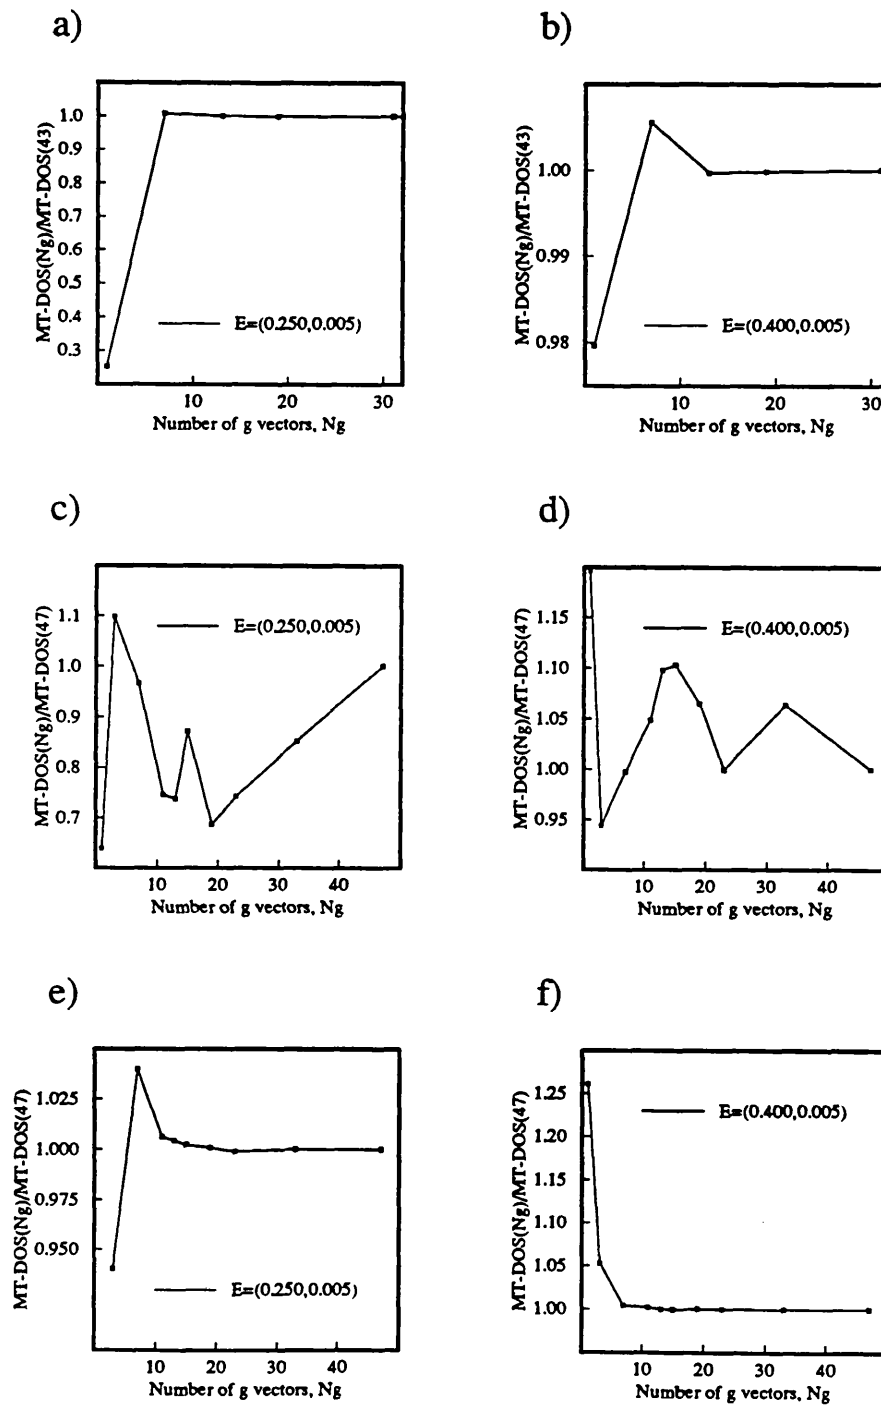 a)
MT-DOS(Ng)/MT-DOS(43)
1.0
0.9
0.8
0.7
0.6
0.5
0.4
0.3
E=(0.250,0.005)
10
20
30
Number of g vectors, Ng
b)
MT-DOS(Ng)/MT-DOS(43)
1.00
0.99
0.98
E=(0.400,0.005)
10
20
30
Number of g vectors, Ng
c)
MT-DOS(Ng)/MT-DOS(47)
1.1
1.0
0.9
0.8
0.7
E=(0.250,0.005)
10
20
30
40
Number of g vectors, Ng
d)
MT-DOS(Ng)/MT-DOS(47)
1.15
1.10
1.05
1.00
0.95
E=(0.400,0.005)
10
20
30
40
Number of g vectors, Ng
e)
MT-DOS(Ng)/MT-DOS(47)
1.025
1.000
0.975
0.950
E=(0.250,0.005)
10
20
30
40
Number of g vectors, Ng
f)
MT-DOS(Ng)/MT-DOS(47)
1.25
1.20
1.15
1.10
1.05
1.00
E=(0.400,0.005)
10
20
30
40
Number of g vectors, Ng